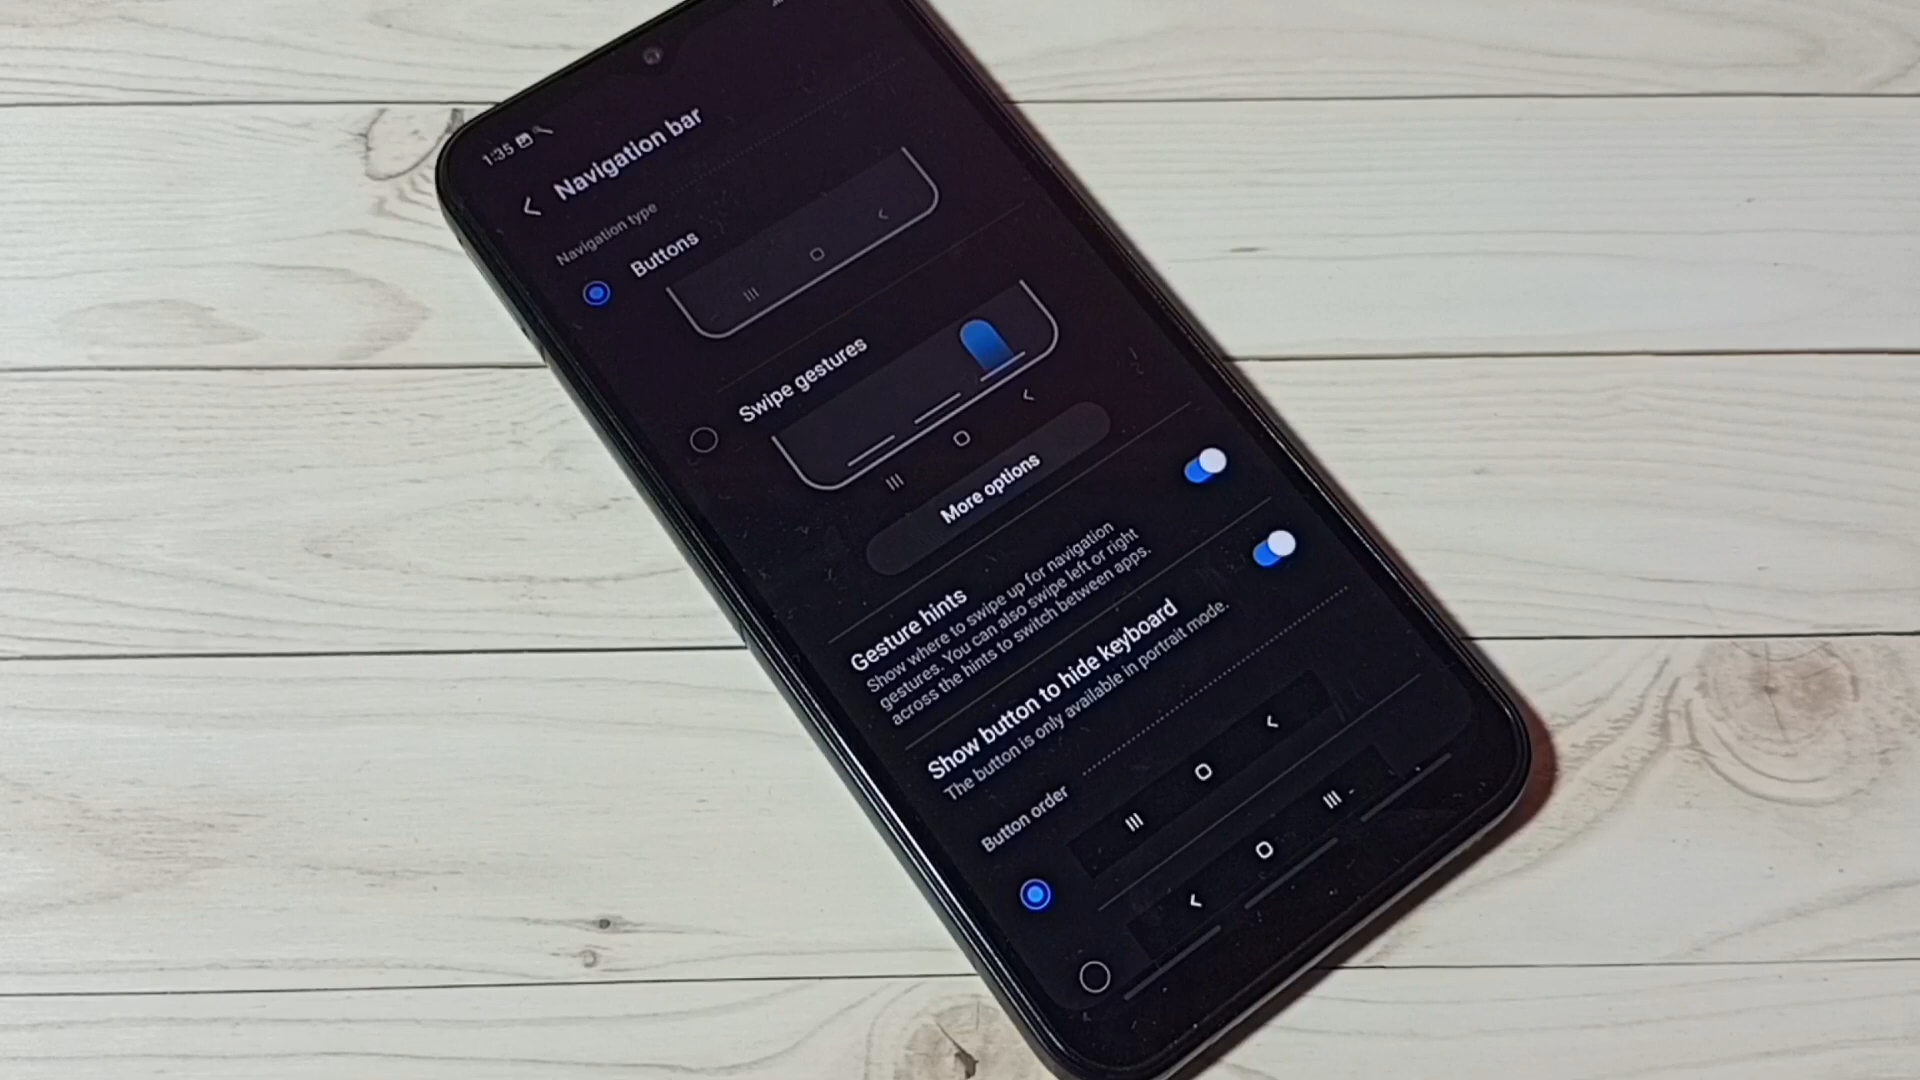 1:35
Navigation bar
Navigation type
Buttons
Swipe gestures
More options
Gesture hints
Show where to swipe up for navigation
gestures. You can also swipe left or right
across the hints to switch between apps.
Show button to hide keyboard
The button is only available in portrait mode.
Button order